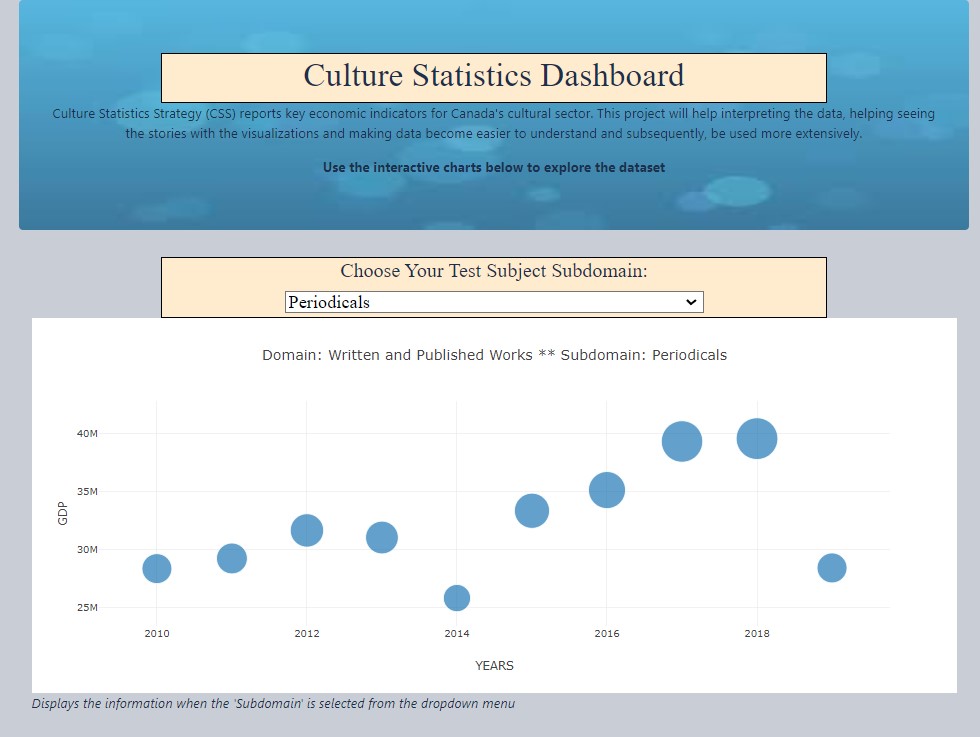 Culture Statistics Dashboard
Culture Statistics Strategy (CSS) reports key economic indicators for Canada's cultural sector. This project will help interpreting the data, helping seeing
the stories with the visualizations and making data become easier to understand and subsequently, be used more extensively.
Use the interactive charts below to explore the dataset
Choose Your Test Subject Subdomain:
Periodicals
Domain: Written and Published Works ** Subdomain: Periodicals
40M
35M
GDP
30M
25M
2010 2012 2014 2016 2018
YEARS
Displays the information when the 'Subdomain' is selected from the dropdown menu